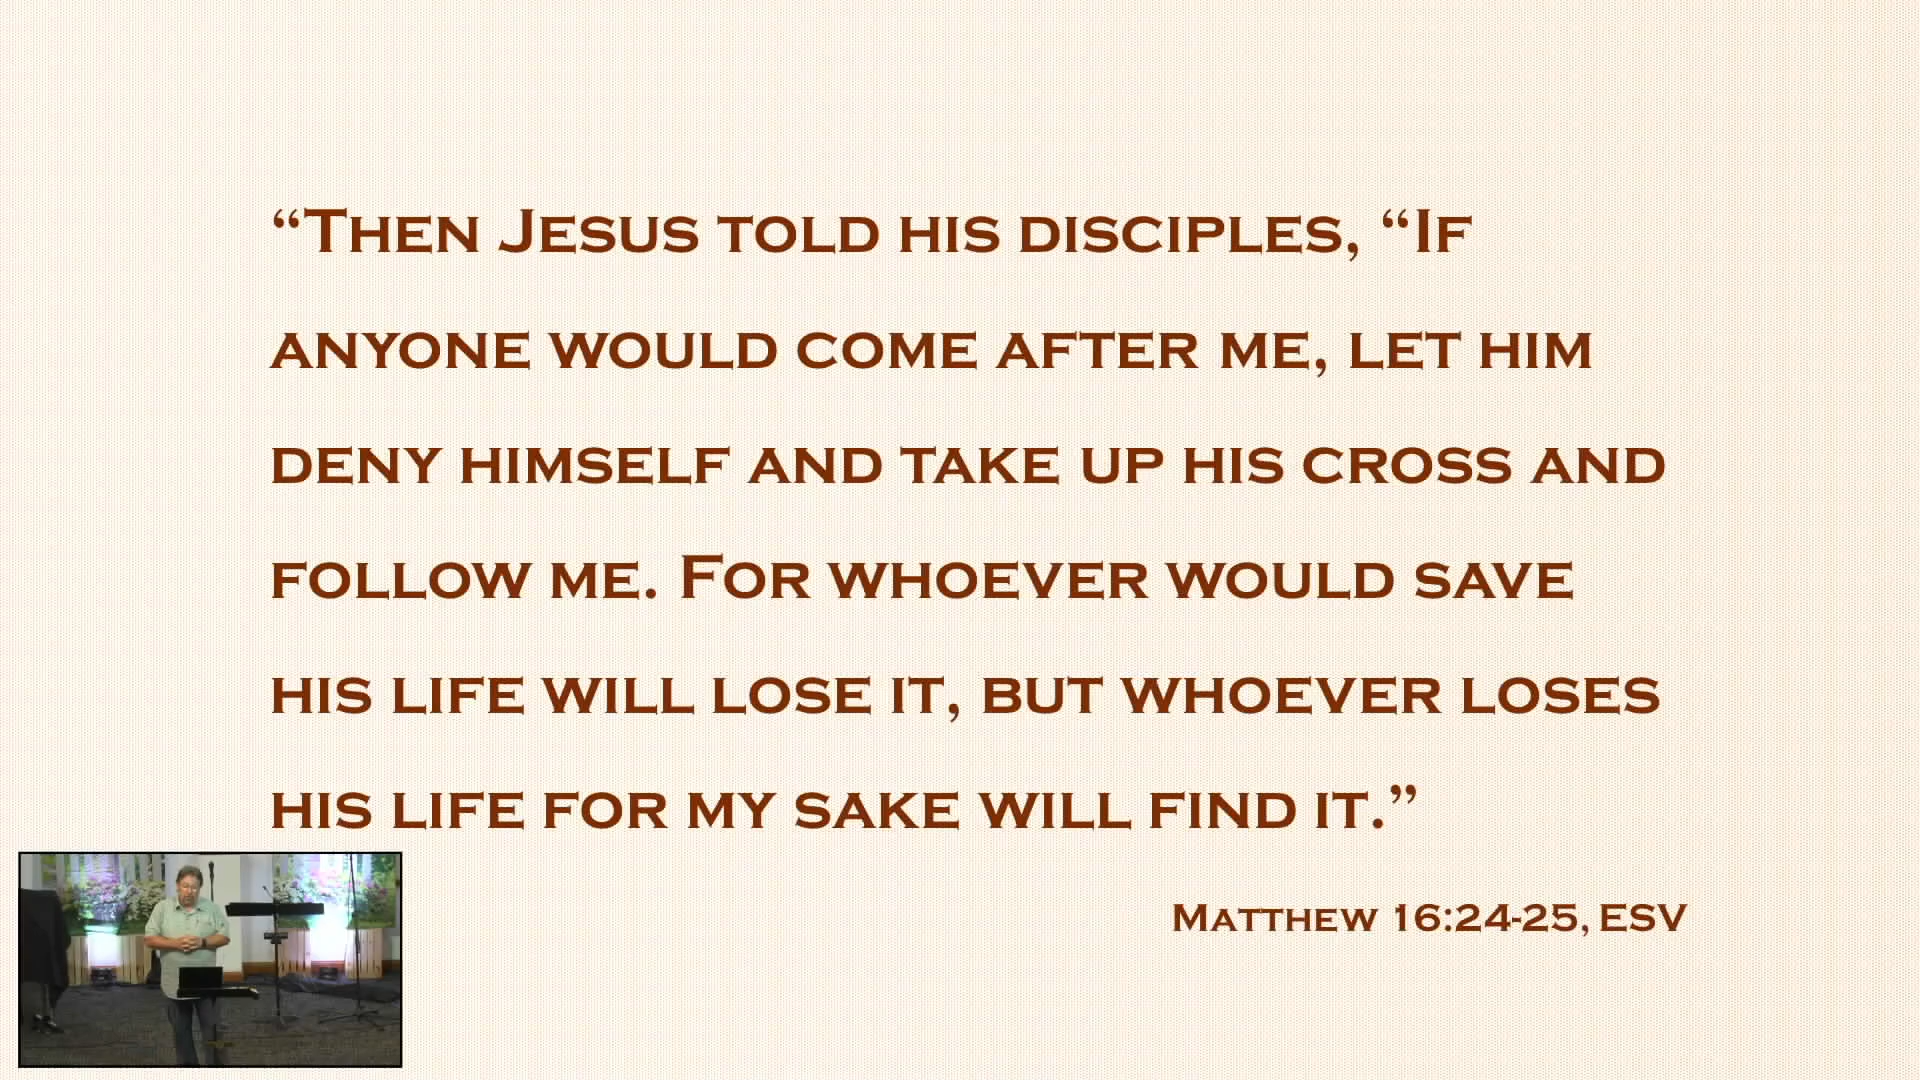 “Then Jesus told his disciples, “If
anyone would come after me, let him
deny himself and take up his cross and
follow me. For whoever would save
his life will lose it, but whoever loses
his life for my sake will find it.”
Matthew 16:24-25, ESV